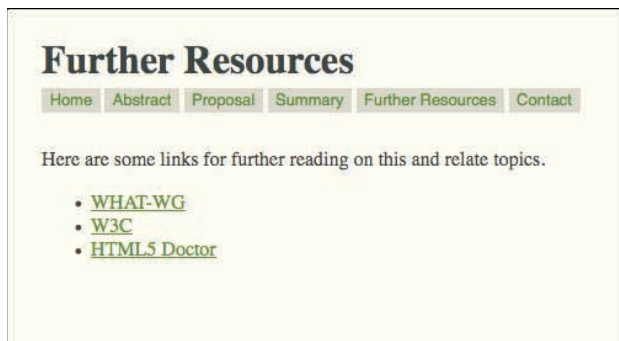 Further Resources
Home Abstract Proposal Summary Further Resources Contact
Here are some links for further reading on this and relate topics.
WHAT-WG
W3C
HTML5 Doctor